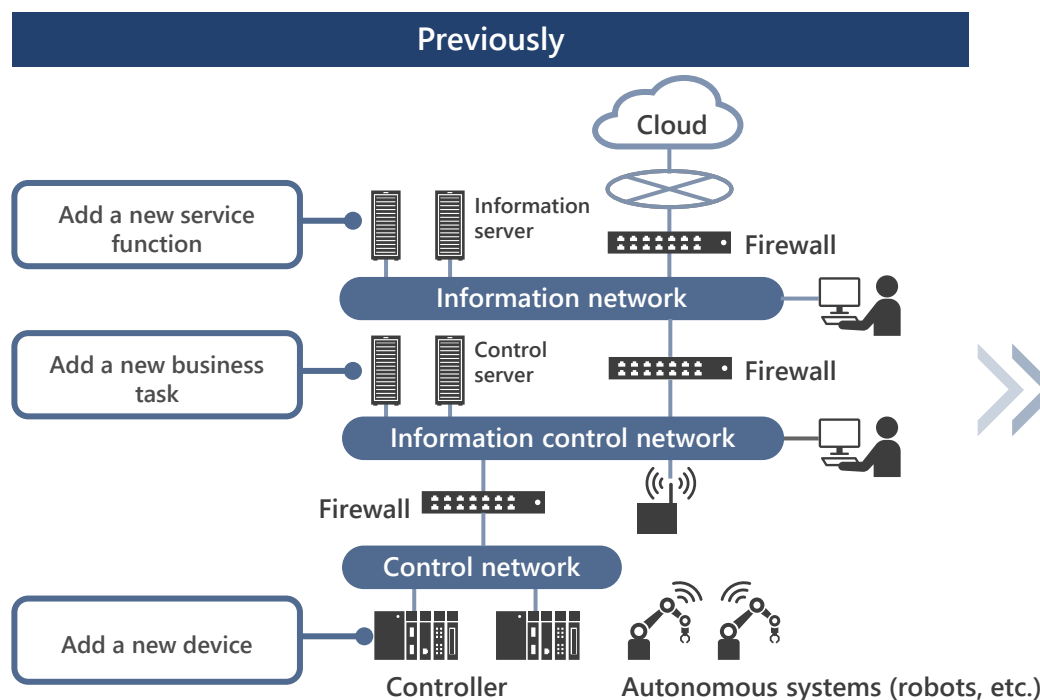 Previously
Cloud
Add a new service
function
Information
server
Firewall
Information network
Add a new business
task
Control
server
Firewall
Information control network
Firewall
Control network
Add a new device
Controller
Autonomous systems (robots, etc.)